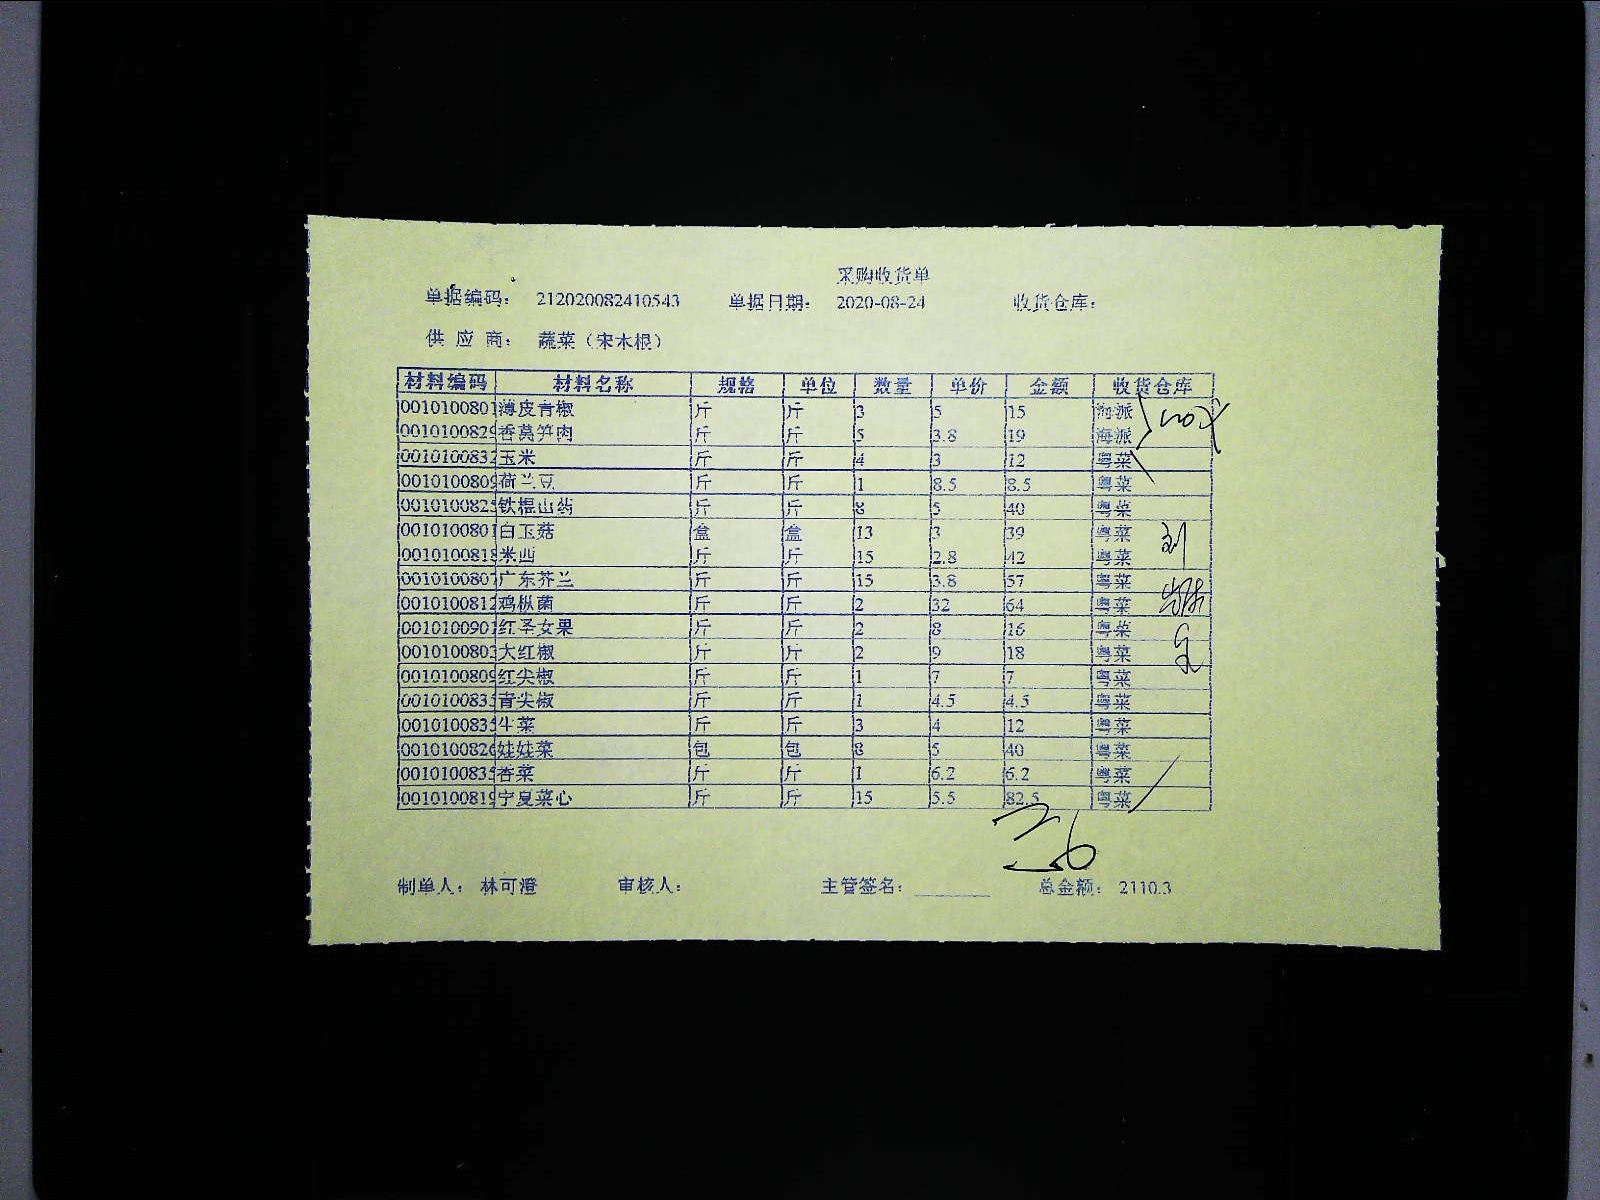 采购收货单
单据编码： 212020082410543 单据日期： 2020-08-24 收货仓库：
供 应 商： 蔬菜（宋木根）
材料编码 材料名称 规格 单位 数量 单价 金额 收货仓库
0010100801 薄皮青椒 斤 斤 3 5 15 海派
001010082 香莴笋肉 斤 斤 5 3.8 19 海派
001010083 玉米 斤 斤 4 3 12 粤菜
001010080 荷兰豆 斤 斤 1 8.5 8.5 粤菜
001010082 铁棍山药 斤 斤 8 5 40 粤菜
001010080 白玉菇 盒 盒 13 3 39 粤菜
001010081 米西 斤 斤 15 2.8 42 粤菜
001010080 广东芥兰 斤 斤 15 3.8 57 粤菜
001010081 鸡枞菌 斤 斤 2 32 64 粤菜
001010090 红圣女果 斤 斤 2 8 16 粤菜
001010080 大红椒 斤 斤 2 9 18 粤菜
001010080 红尖椒 斤 斤 1 7 7 粤菜
001010083 青尖椒 斤 斤 1 4.5 4.5 粤菜
001010083 生菜 斤 斤 3 4 12 粤菜
001010082 娃娃菜 包 包 8 5 40 粤菜
001010083 香菜 斤 斤 1 6.2 6.2 粤菜
001010081 宁夏菜心 斤 斤 15 5.5 82.5 粤菜
制单人： 林可澄 审核人： 主管签名： 总金额： 2110.3